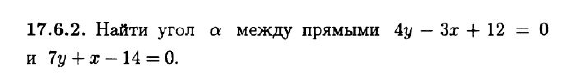 17.6.2. Найти угол α между прямыми 4y − 3x + 12 = 0
и 7y + x − 14 = 0.